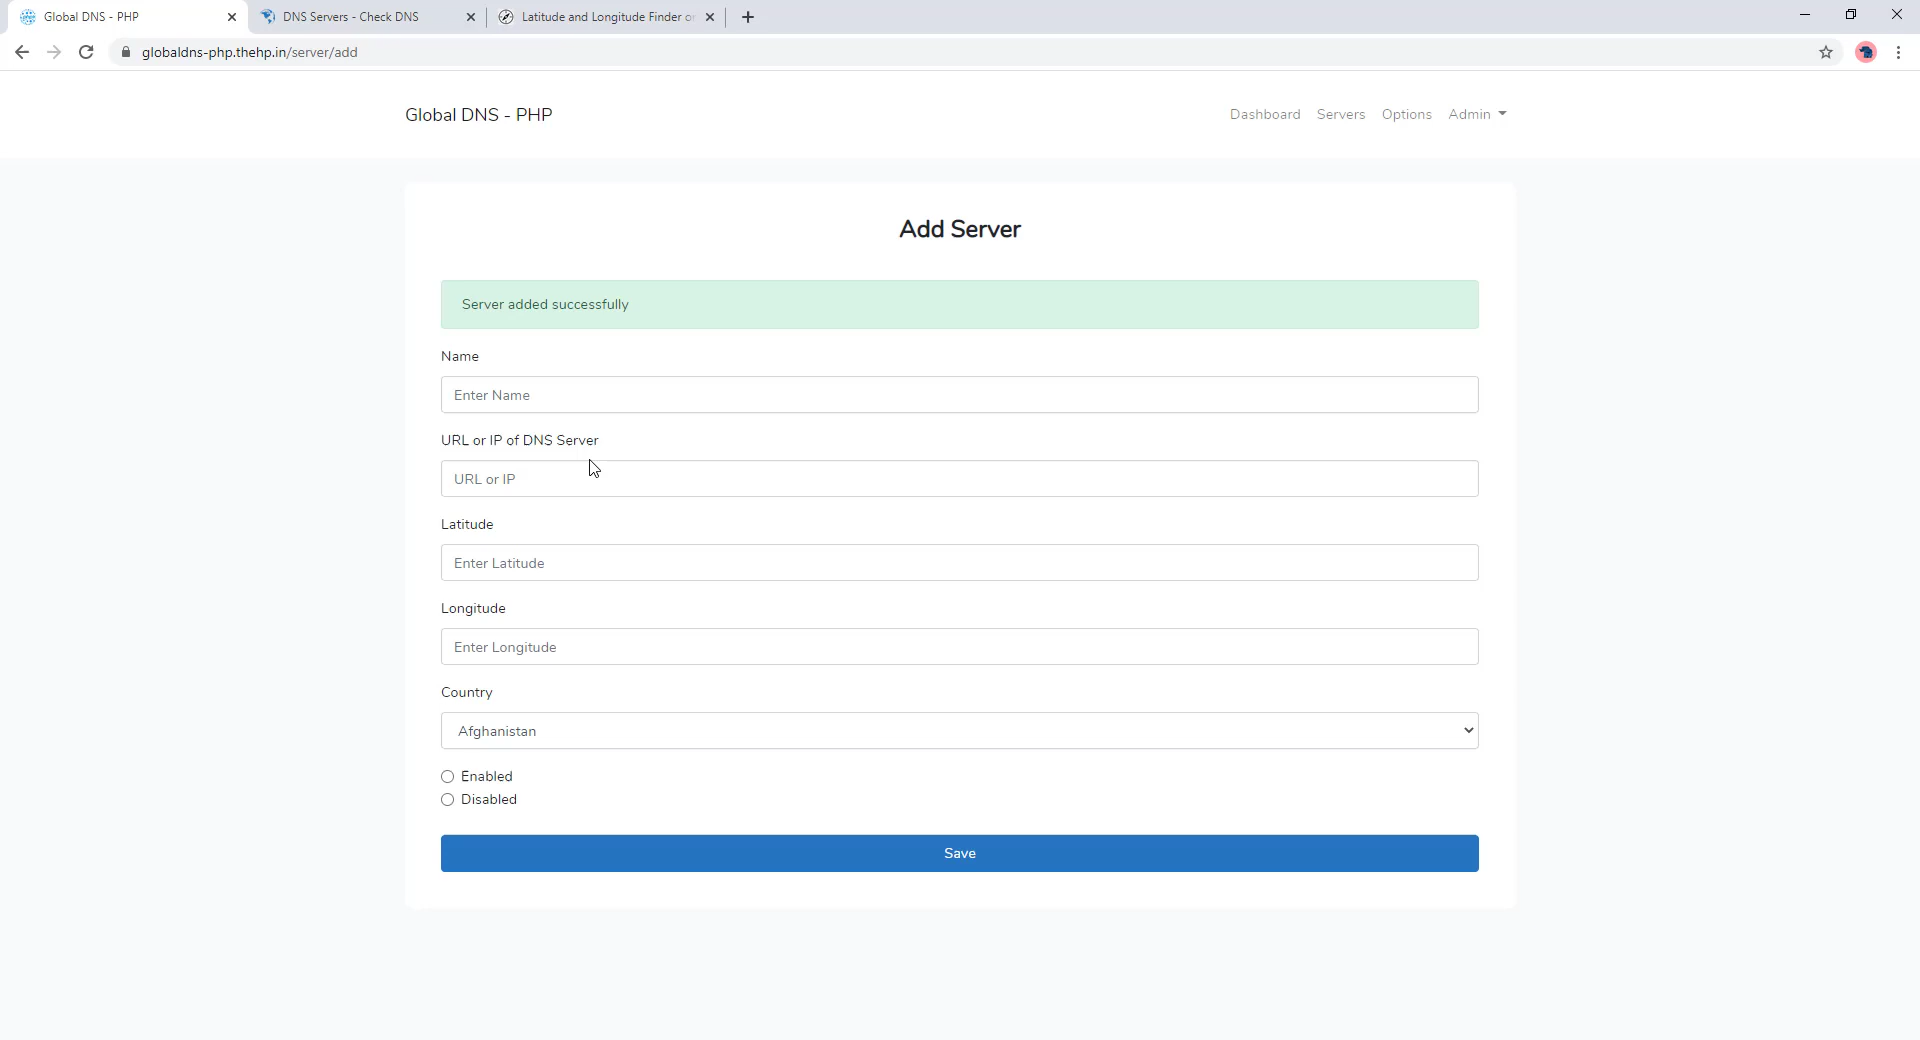 Global DNS - PHP
DNS Servers - Check DNS
Latitude and Longitude Finder or
globaldns-php.thehp.in/server/add
Global DNS - PHP
Dashboard Servers Options Admin
Add Server
Server added successfully
Name
Enter Name
URL or IP of DNS Server
URL or IP
Latitude
Enter Latitude
Longitude
Enter Longitude
Country
Afghanistan
Enabled
Disabled
Save